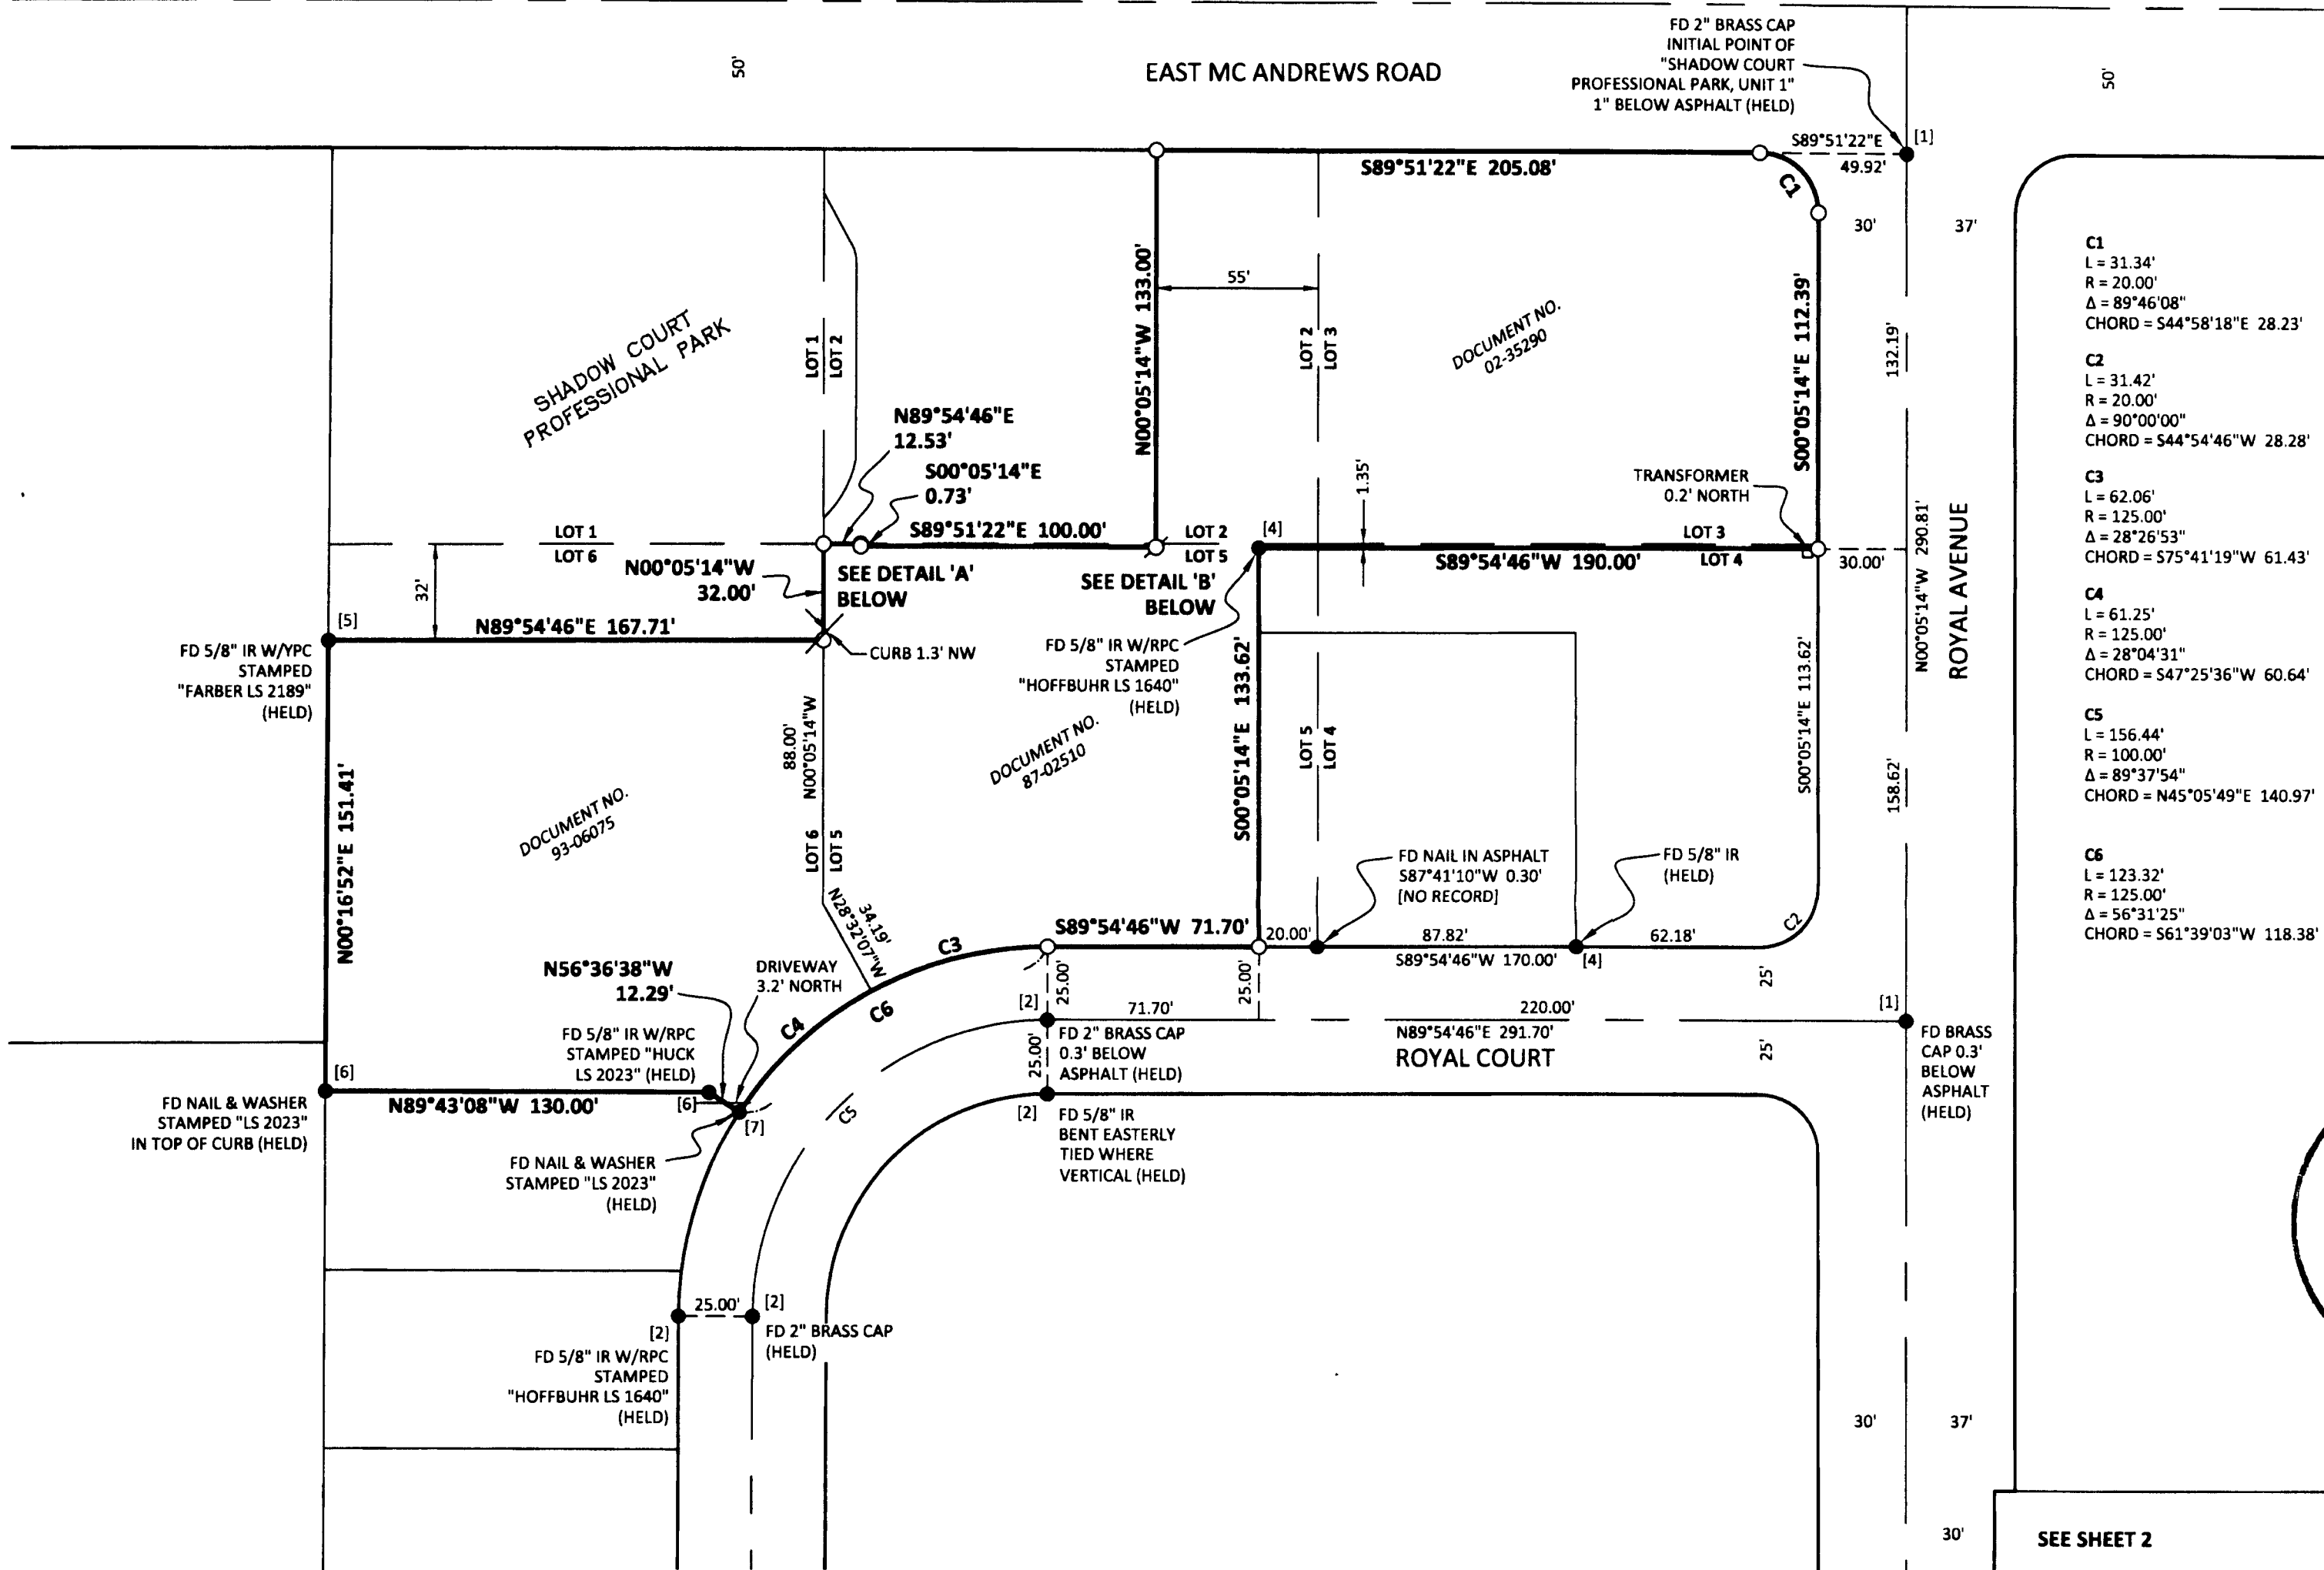 FD 2" BRASS CAP
INITIAL POINT OF
"SHADOW COURT
PROFESSIONAL PARK, UNIT 1"
1" BELOW ASPHALT (HELD)
50'
EAST MC ANDREWS ROAD
50'
[1]
S89°51'22"E
49.92'
S89°51'22"E 205.08'
C1
30'
37'
C1
L = 31.34'
R = 20.00'
Δ = 89°46'08"
CHORD = S44°58'18"E 28.23'
C2
L = 31.42'
R = 20.00'
Δ = 90°00'00"
CHORD = S44°54'46"W 28.28'
C3
L = 62.06'
R = 125.00'
Δ = 28°26'53"
CHORD = S75°41'19"W 61.43'
C4
L = 61.25'
R = 125.00'
Δ = 28°04'31"
CHORD = S47°25'36"W 60.64'
C5
L = 156.44'
R = 100.00'
Δ = 89°37'54"
CHORD = N45°05'49"E 140.97'
C6
L = 123.32'
R = 125.00'
Δ = 56°31'25"
CHORD = S61°39'03"W 118.38'
SHADOW COURT
PROFESSIONAL PARK
LOT 1
LOT 2
N00°05'14"W 133.00'
55'
LOT 2
LOT 3
DOCUMENT NO.
02-35290
S00°05'14"E 112.39'
132.19'
N89°54'46"E
12.53'
S00°05'14"E
0.73'
S89°51'22"E 100.00'
1.35'
TRANSFORMER
0.2' NORTH
LOT 1
LOT 6
LOT 2
LOT 5
[4]
LOT 3
LOT 4
S89°54'46"W 190.00'
30.00'
N00°05'14"W 290.81'
ROYAL AVENUE
32'
N00°05'14"W
32.00'
SEE DETAIL 'A'
BELOW
SEE DETAIL 'B'
BELOW
[5]
N89°54'46"E 167.71'
CURB 1.3' NW
FD 5/8" IR W/YPC
STAMPED
"FARBER LS 2189"
(HELD)
FD 5/8" IR W/RPC
STAMPED
"HOFFBUHR LS 1640"
(HELD)
S00°05'14"E 133.62'
88.00'
N00°05'14"W
DOCUMENT NO.
87-02510
LOT 5
LOT 4
S00°05'14"E 113.62'
158.62'
N00°16'52"E 151.41'
DOCUMENT NO.
93-06075
LOT 6
LOT 5
34.19'
N28°32'07"W
FD NAIL IN ASPHALT
S87°41'10"W 0.30'
[NO RECORD]
FD 5/8" IR
(HELD)
C3
S89°54'46"W 71.70'
20.00'
87.82'
62.18'
C2
S89°54'46"W 170.00'
[4]
N56°36'38"W
12.29'
DRIVEWAY
3.2' NORTH
C4
C6
[2]
25.00'
71.70'
25.00'
220.00'
25'
[1]
N89°54'46"E 291.70'
ROYAL COURT
25'
FD 5/8" IR W/RPC
STAMPED "HUCK
LS 2023" (HELD)
FD 2" BRASS CAP
0.3' BELOW
ASPHALT (HELD)
25.00'
FD BRASS
CAP 0.3'
BELOW
ASPHALT
(HELD)
[6]
N89°43'08"W 130.00'
[6]
[7]
C5
[2]
FD NAIL & WASHER
STAMPED "LS 2023"
IN TOP OF CURB (HELD)
FD 5/8" IR
BENT EASTERLY
TIED WHERE
VERTICAL (HELD)
FD NAIL & WASHER
STAMPED "LS 2023"
(HELD)
25.00'
[2]
[2]
FD 2" BRASS CAP
(HELD)
FD 5/8" IR W/RPC
STAMPED
"HOFFBUHR LS 1640"
(HELD)
30'
37'
30'
SEE SHEET 2